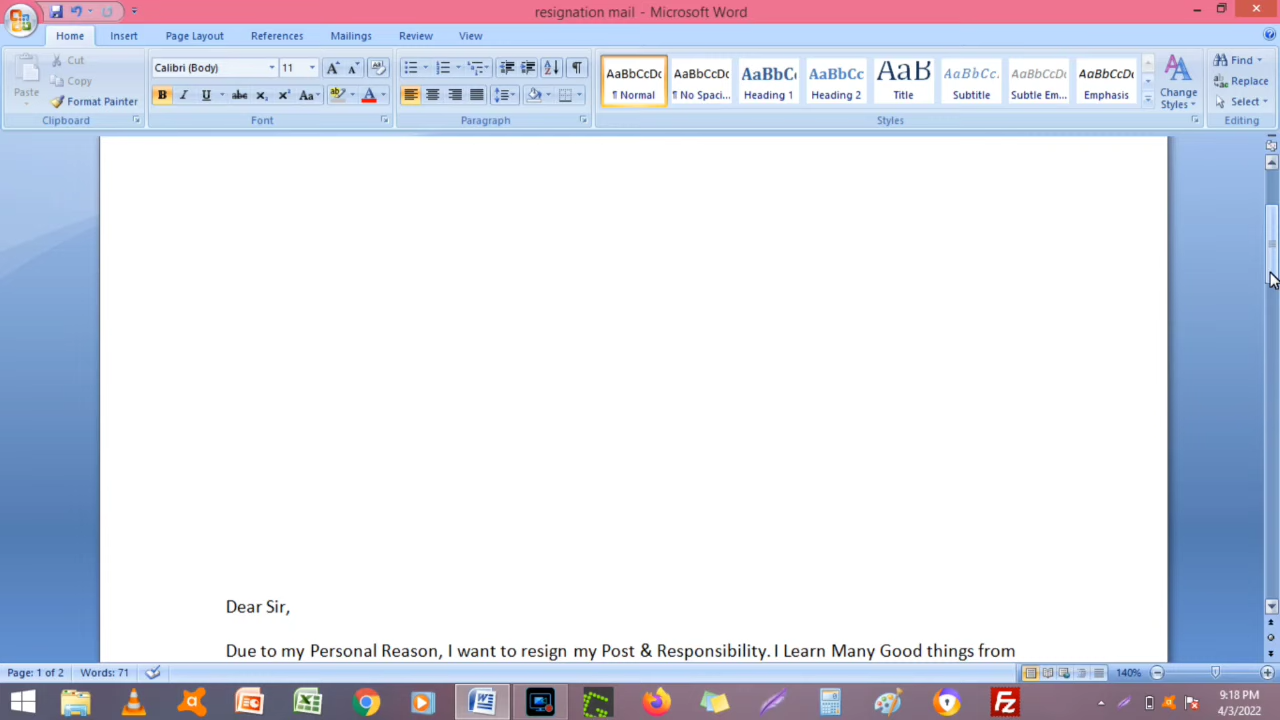 resignation mail - Microsoft Word
Home Insert Page Layout References Mailings Review View
Paste
Cut
Copy
Format Painter
Clipboard
Calibri (Body) 11
B I U abc x₂ x² Aa
Font
Paragraph
AaBbCcDc AaBbCcDc AaBbC AaBbCc AaB AaBbCc. AaBbCcDc AaBbCcDc
¶ Normal ¶ No Spaci... Heading 1 Heading 2 Title Subtitle Subtle Em... Emphasis
Styles
Change
Styles
Find
Replace
Select
Editing
Dear Sir,
Due to my Personal Reason, I want to resign my Post & Responsibility. I Learn Many Good things from
Page: 1 of 2 Words: 71 140%
9:18 PM
4/3/2022